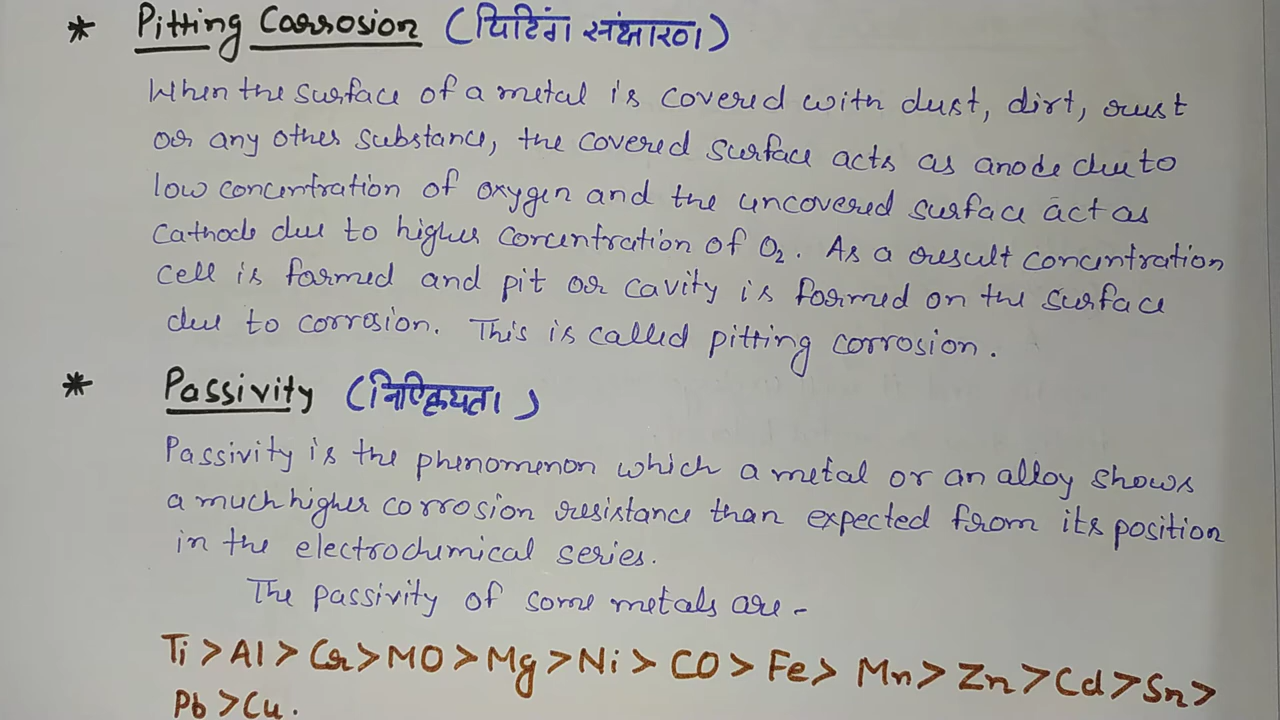 * Pitting Corrosion (पिटिंग संक्षारण)
When the surface of a metal is covered with dust, dirt, rust
or any other substance, the covered surface acts as anode due to
low concentration of oxygen and the uncovered surface act as
Cathode due to higher concentration of O₂. As a result concentration
cell is formed and pit or cavity is formed on the surface
due to corrosion. This is called pitting corrosion.
* Passivity (निष्क्रियता)
Passivity is the phenomenon which a metal or an alloy shows
a much higher corrosion resistance than expected from its position
in the electrochemical series.
The passivity of some metals are -
Ti > Al > Cr > MO > Mg > Ni > CO > Fe > Mn > Zn > Cd > Sn >
Pb > Cu.